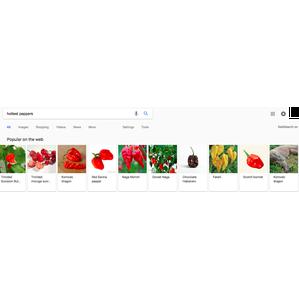 hottest peppers
All Images Shopping Videos News More Settings Tools
SafeSearch on
Popular on the web
Trinidad Scorpion But...
Trinidad moruga scor...
Komodo dragon
Red Savina pepper
Naga Morich
Dorset Naga
Chocolate Habanero
Fatalii
Scotch bonnet
Komodo dragon